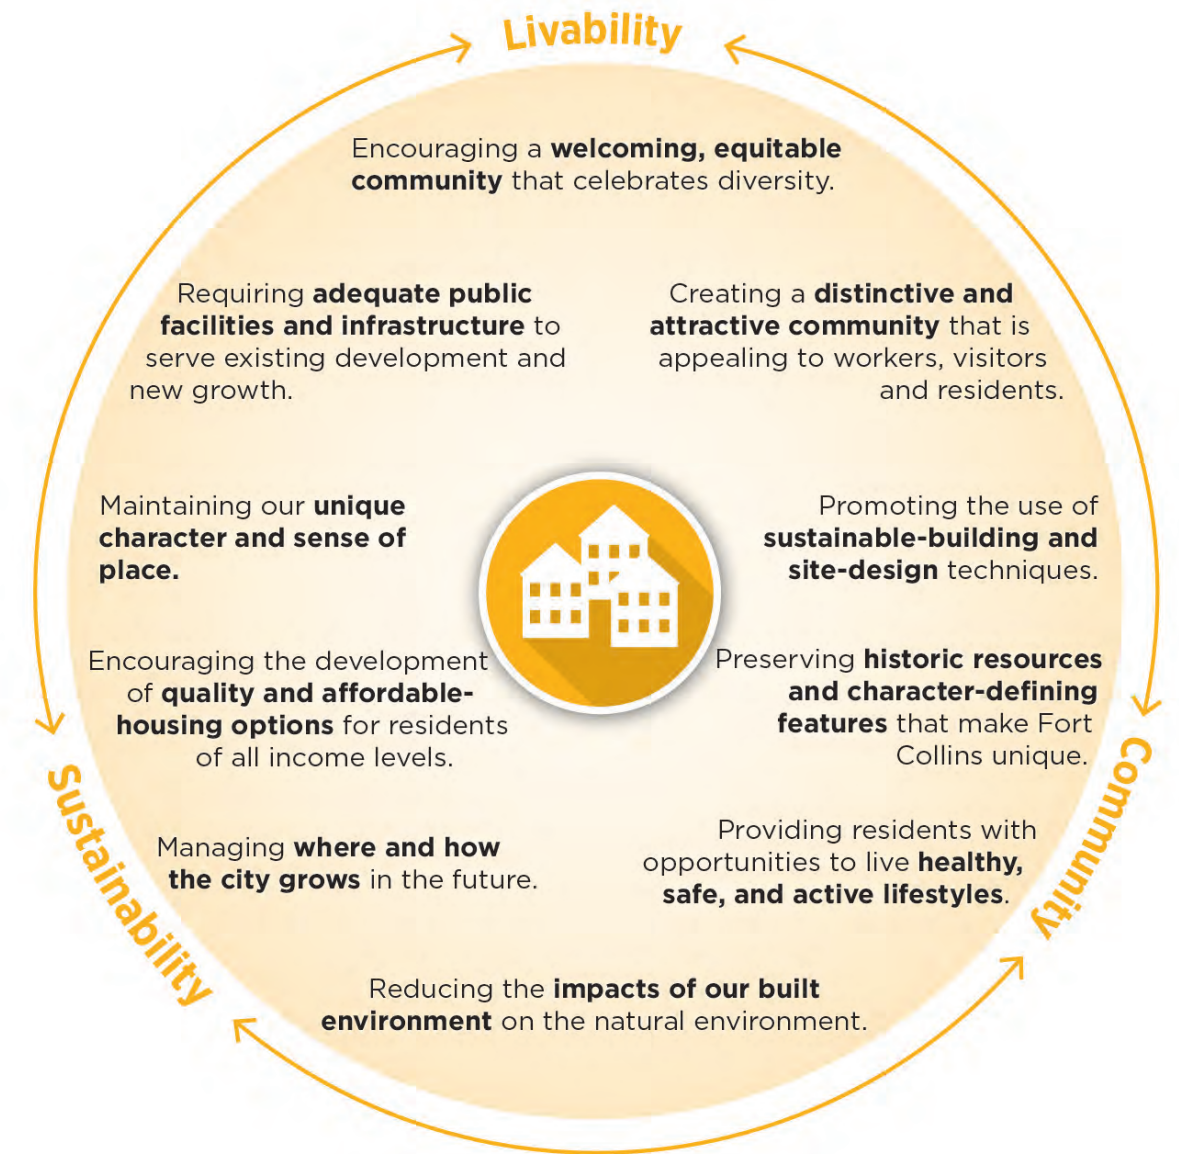 Livability
Encouraging a welcoming, equitable
community that celebrates diversity.
Requiring adequate public
facilities and infrastructure to
serve existing development and
new growth.
Creating a distinctive and
attractive community that is
appealing to workers, visitors
and residents.
Maintaining our unique
character and sense of
place.
Promoting the use of
sustainable-building and
site-design techniques.
Encouraging the development
of quality and affordable-
housing options for residents
of all income levels.
Preserving historic resources
and character-defining
features that make Fort
Collins unique.
Managing where and how
the city grows in the future.
Providing residents with
opportunities to live healthy,
safe, and active lifestyles.
Reducing the impacts of our built
environment on the natural environment.
Sustainability
Community